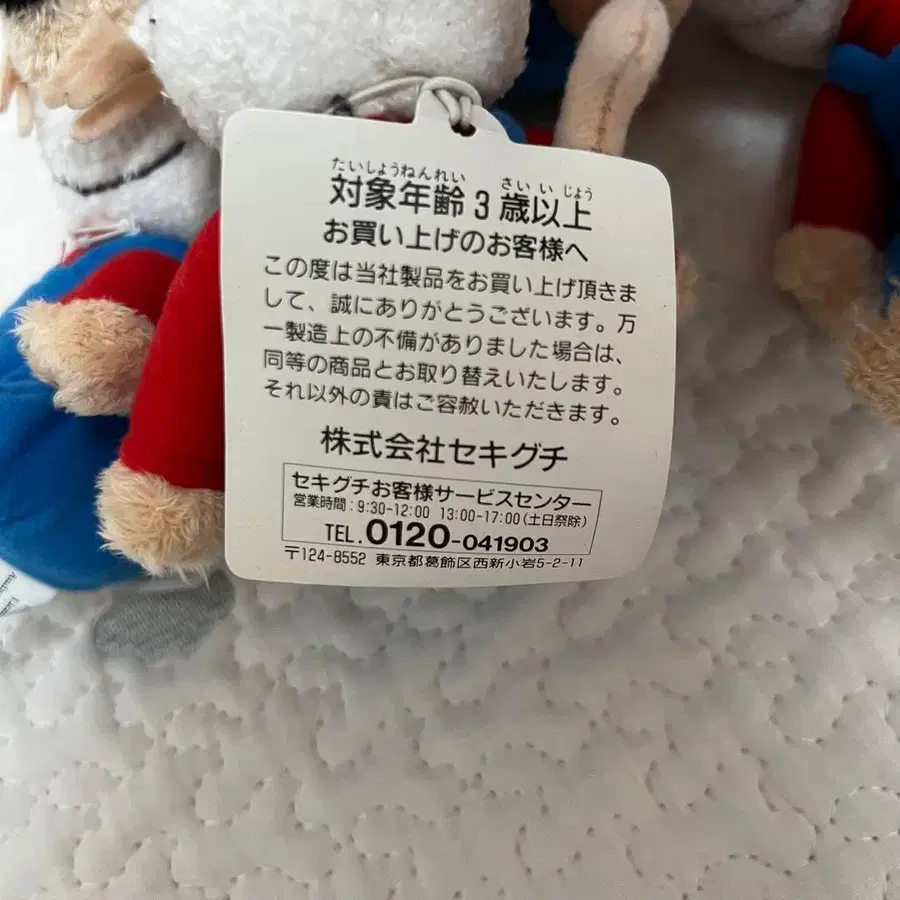 たいしょうねんれい さいいじょう
対象年齢3歳以上
お買い上げのお客様へ
この度は当社製品をお買い上げ頂きま
して、誠にありがとうございます。万
一製造上の不備がありました場合は、
同等の商品とお取り替えいたします。
それ以外の責はご容赦いただきます。
株式会社セキグチ
セキグチお客様サービスセンター
営業時間:9:30-12:00 13:00-17:00(土日祭除)
TEL.0120-041903
〒124-8552 東京都葛飾区西新小岩5-2-11